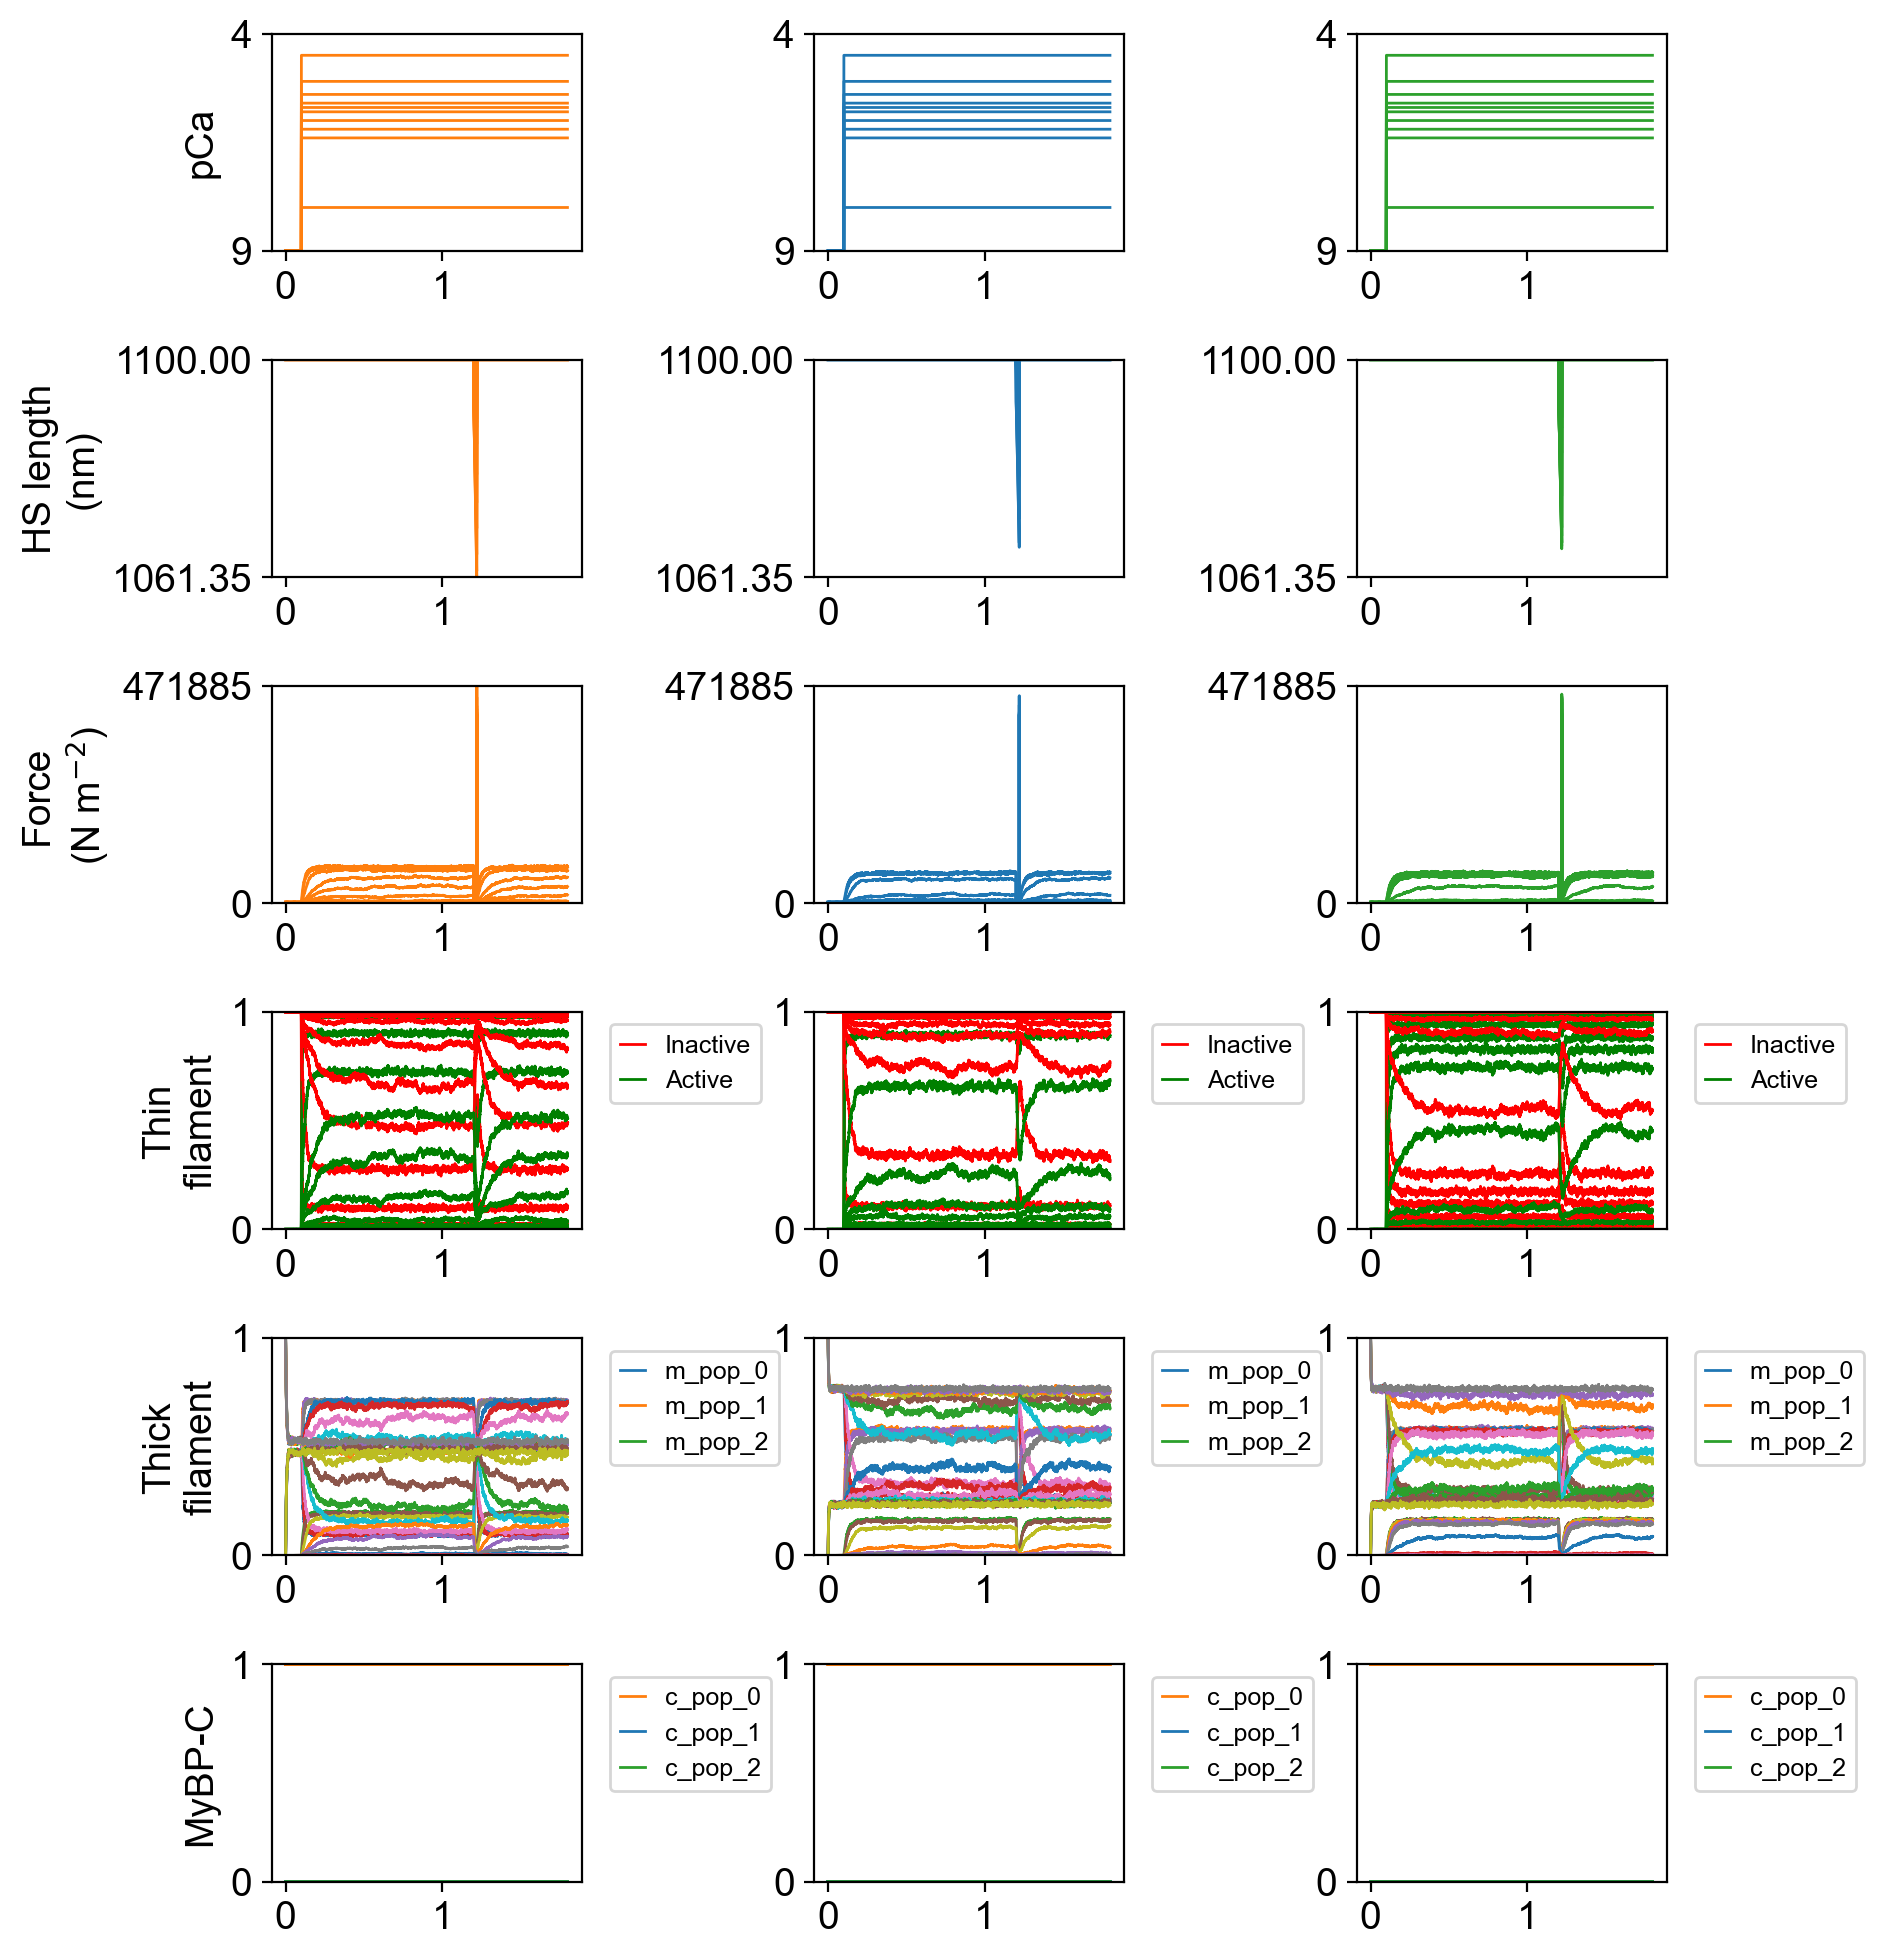 4
pCa
9
0 1
4
9
0 1
4
9
0 1
1100.00
HS length
(nm)
1061.35
0 1
1100.00
1061.35
0 1
1100.00
1061.35
0 1
471885
Force
(N m⁻²)
0
0 1
471885
0
0 1
471885
0
0 1
1
Thin
filament
0
0 1
Inactive
Active
1
0
0 1
Inactive
Active
1
0
0 1
Inactive
Active
1
Thick
filament
0
0 1
m_pop_0
m_pop_1
m_pop_2
1
0
0 1
m_pop_0
m_pop_1
m_pop_2
1
0
0 1
m_pop_0
m_pop_1
m_pop_2
1
MyBP-C
0
0 1
c_pop_0
c_pop_1
c_pop_2
1
0
0 1
c_pop_0
c_pop_1
c_pop_2
1
0
0 1
c_pop_0
c_pop_1
c_pop_2